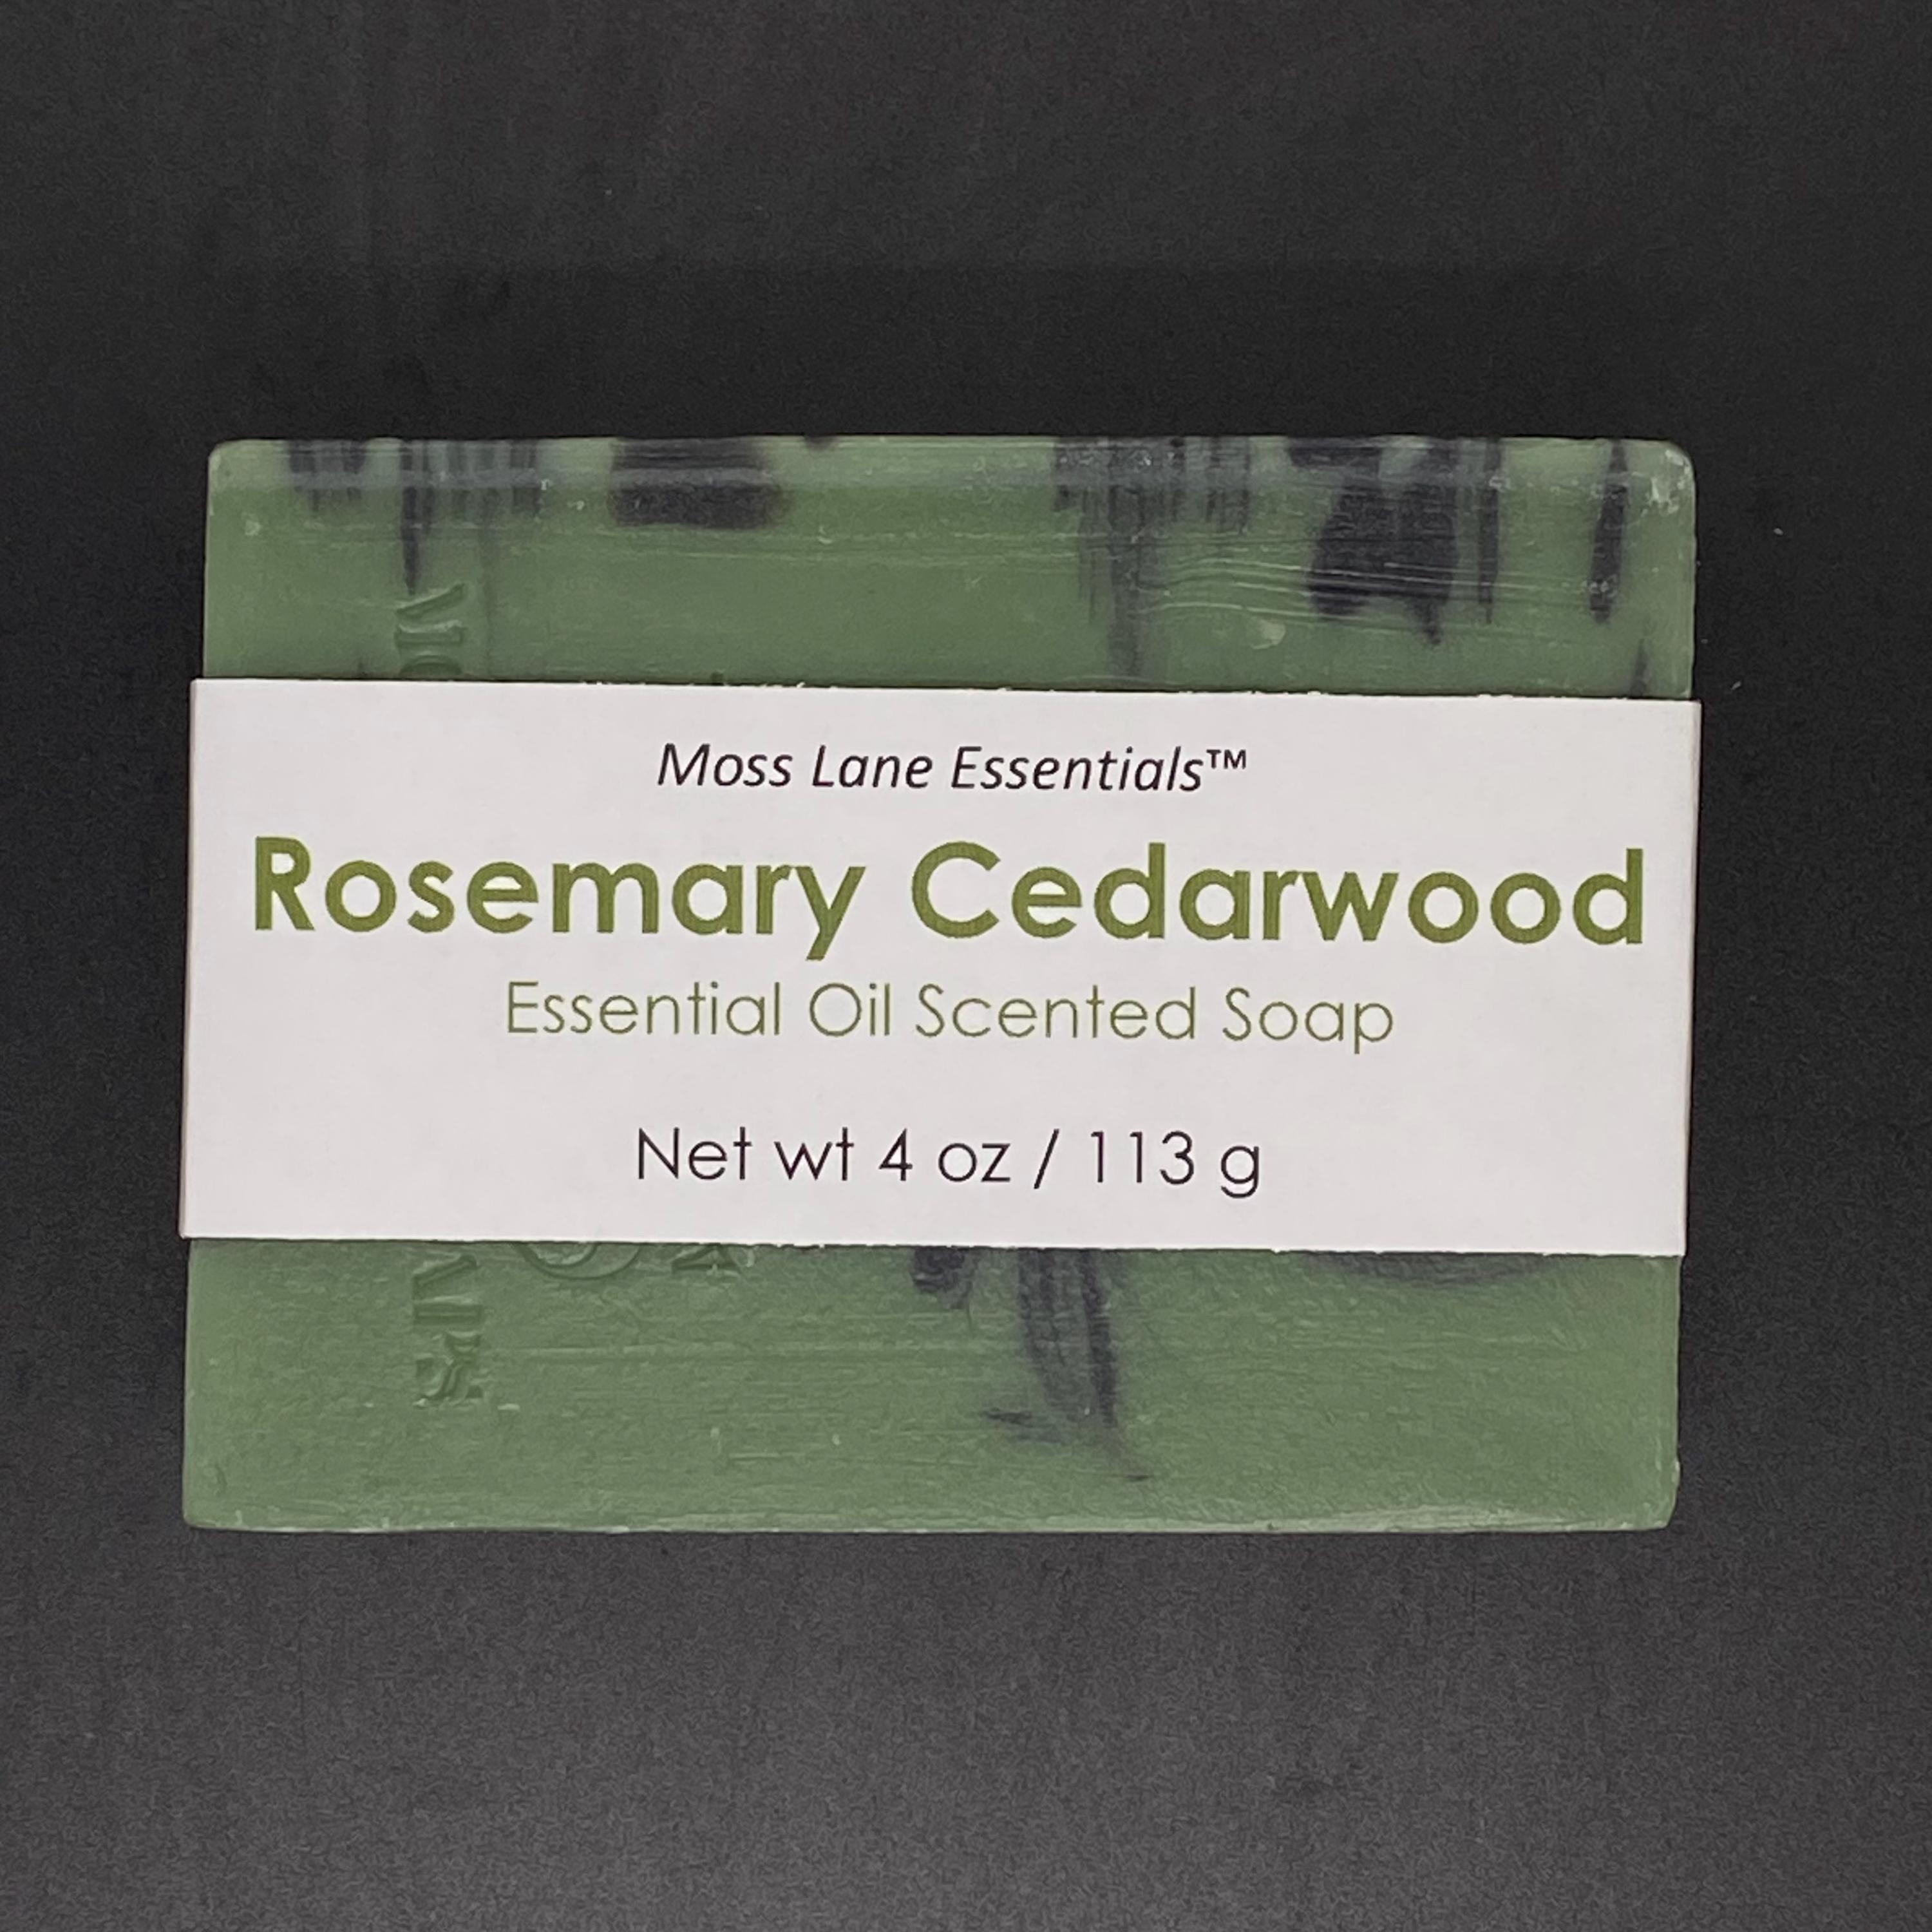 Moss Lane Essentials™
Rosemary Cedarwood
Essential Oil Scented Soap
Net wt 4 oz / 113 g